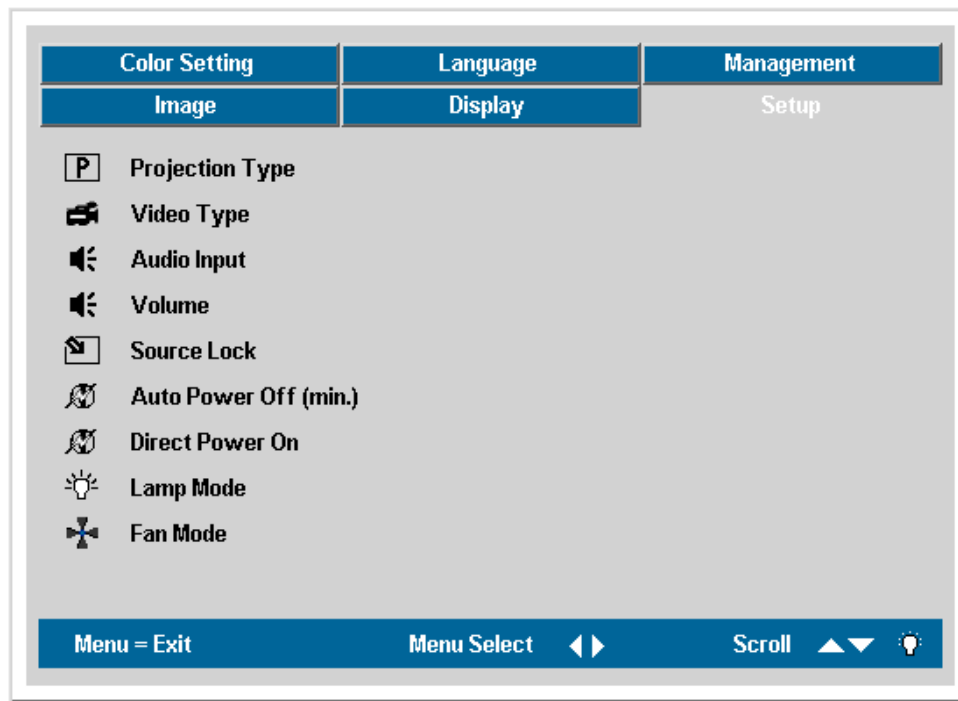 Color Setting Language Management
Image Display Setup
P Projection Type
Video Type
Audio Input
Volume
Source Lock
Auto Power Off (min.)
Direct Power On
Lamp Mode
Fan Mode
Menu = Exit Menu Select Scroll